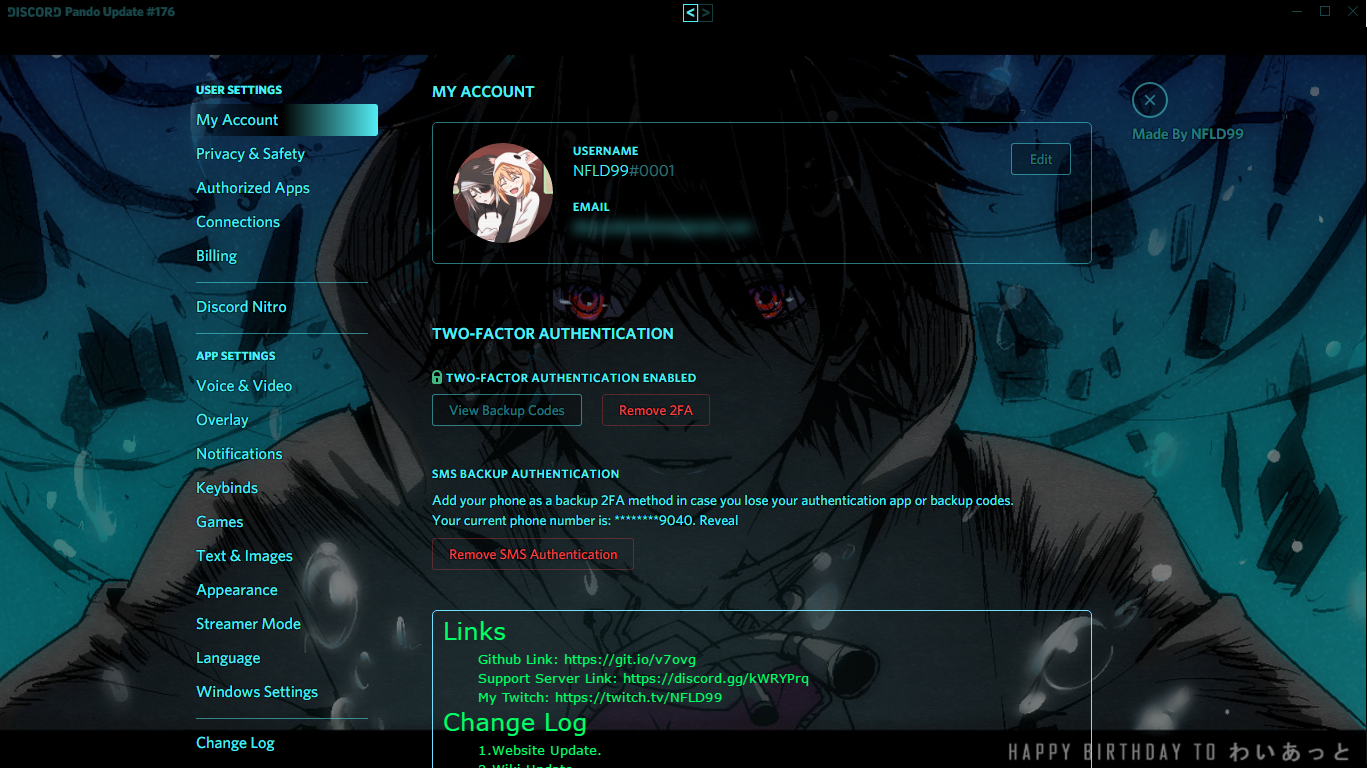 DISCORD Pando Update #176
< >
USER SETTINGS
My Account
Privacy & Safety
Authorized Apps
Connections
Billing
Discord Nitro
APP SETTINGS
Voice & Video
Overlay
Notifications
Keybinds
Games
Text & Images
Appearance
Streamer Mode
Language
Windows Settings
Change Log
MY ACCOUNT
USERNAME
NFLD99#0001
Edit
EMAIL
Made By NFLD99
TWO-FACTOR AUTHENTICATION
TWO-FACTOR AUTHENTICATION ENABLED
View Backup Codes
Remove 2FA
SMS BACKUP AUTHENTICATION
Add your phone as a backup 2FA method in case you lose your authentication app or backup codes.
Your current phone number is: ********9040. Reveal
Remove SMS Authentication
Links
Github Link: https://git.io/v7ovg
Support Server Link: https://discord.gg/kWRYPrq
My Twitch: https://twitch.tv/NFLD99
Change Log
1.Website Update.
2.Wiki Update
HAPPY BIRTHDAY TO わいあっと